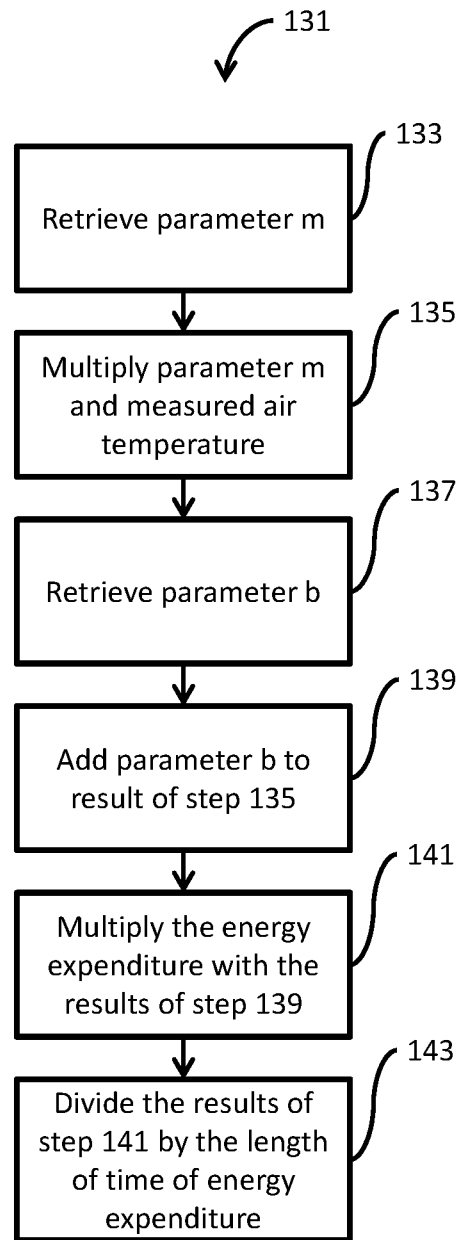 131
133
Retrieve parameter m
135
Multiply parameter m
and measured air
temperature
137
Retrieve parameter b
139
Add parameter b to
result of step 135
141
Multiply the energy
expenditure with the
results of step 139
143
Divide the results of
step 141 by the length
of time of energy
expenditure